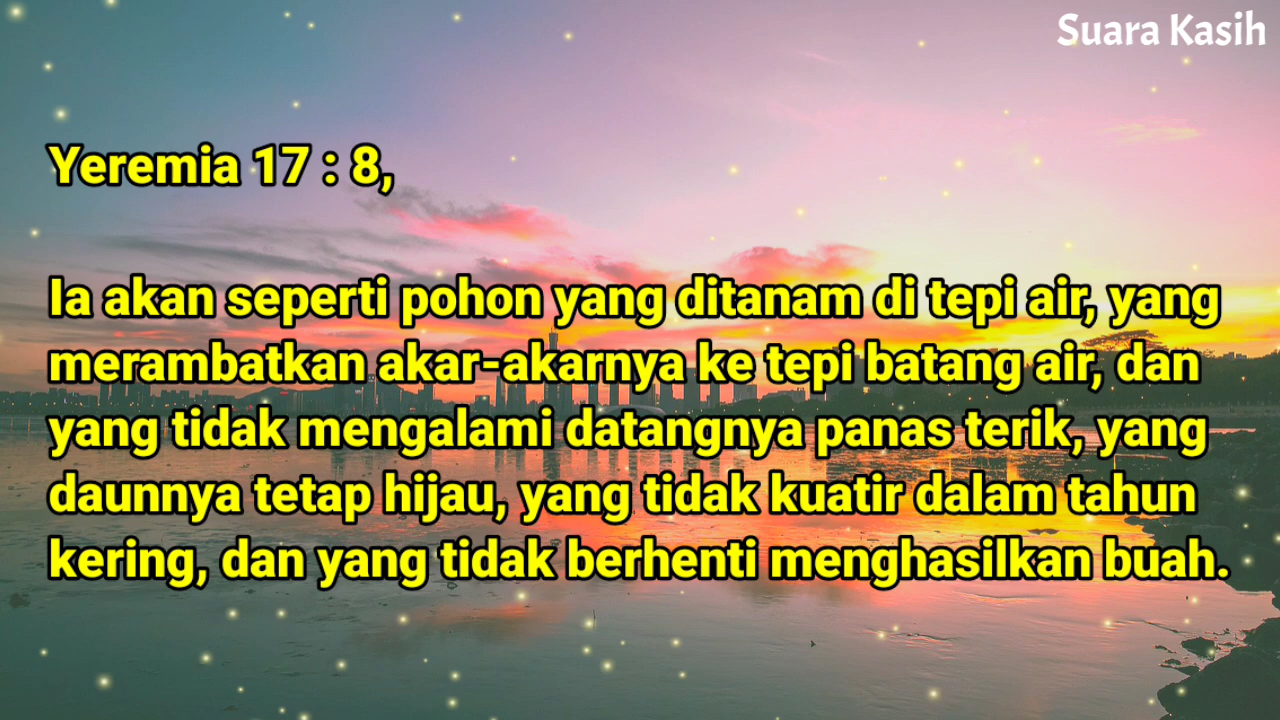 Suara Kasih
Yeremia 17 : 8,
Ia akan seperti pohon yang ditanam di tepi air, yang
merambatkan akar-akarnya ke tepi batang air, dan
yang tidak mengalami datangnya panas terik, yang
daunnya tetap hijau, yang tidak kuatir dalam tahun
kering, dan yang tidak berhenti menghasilkan buah.